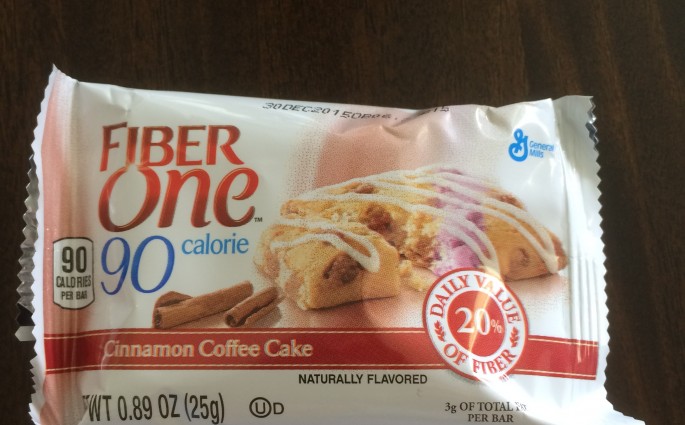 30DEC2015
FIBER
One™
90 calorie
General
Mills
90
CALORIES
PER BAR
DAILY VALUE
20%
OF FIBER
Cinnamon Coffee Cake
NATURALLY FLAVORED
WT 0.89 OZ (25g)
U D
3g OF TOTAL
PER BAR